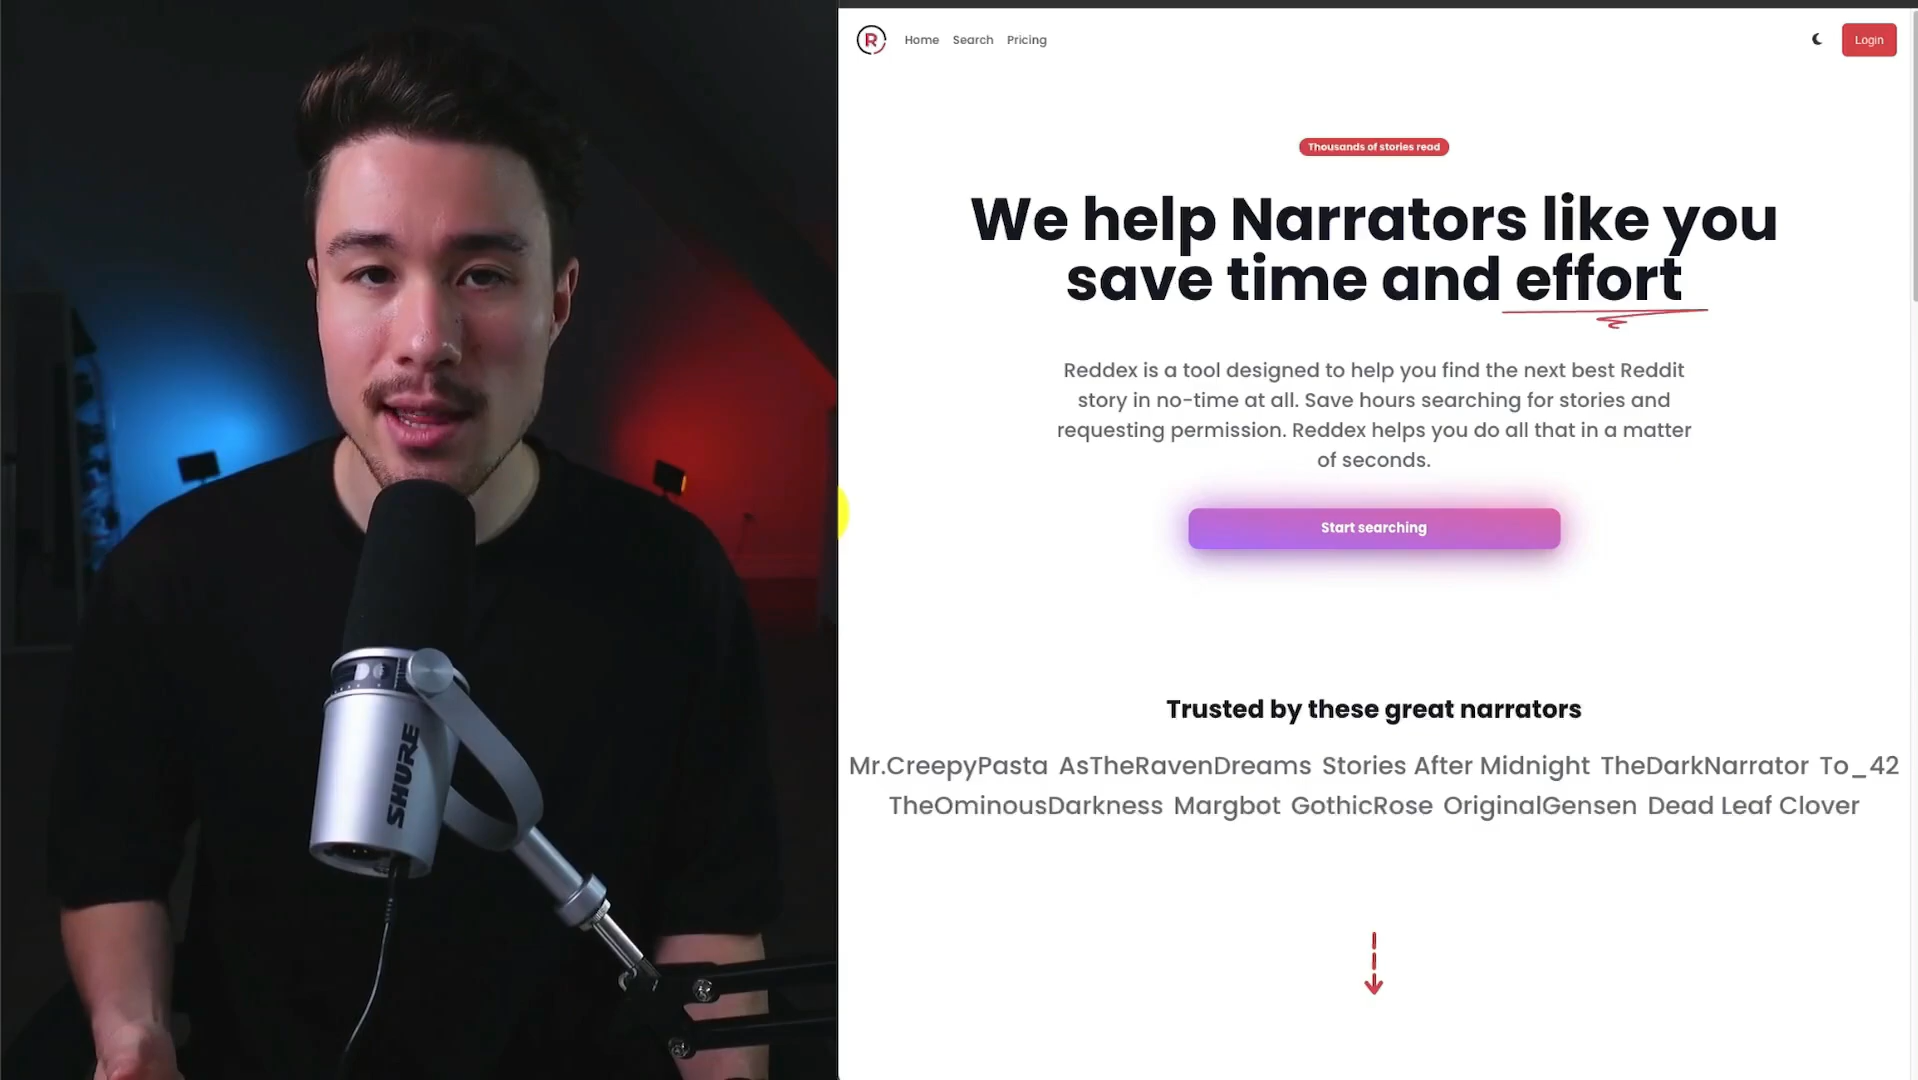 R
Home Search Pricing
Login
Thousands of stories read
We help Narrators like you
save time and effort
Reddex is a tool designed to help you find the next best Reddit
story in no-time at all. Save hours searching for stories and
requesting permission. Reddex helps you do all that in a matter
of seconds.
Start searching
Trusted by these great narrators
Mr.CreepyPasta AsTheRavenDreams Stories After Midnight TheDarkNarrator To_42
TheOminousDarkness Margbot GothicRose OriginalGensen Dead Leaf Clover
SHURE